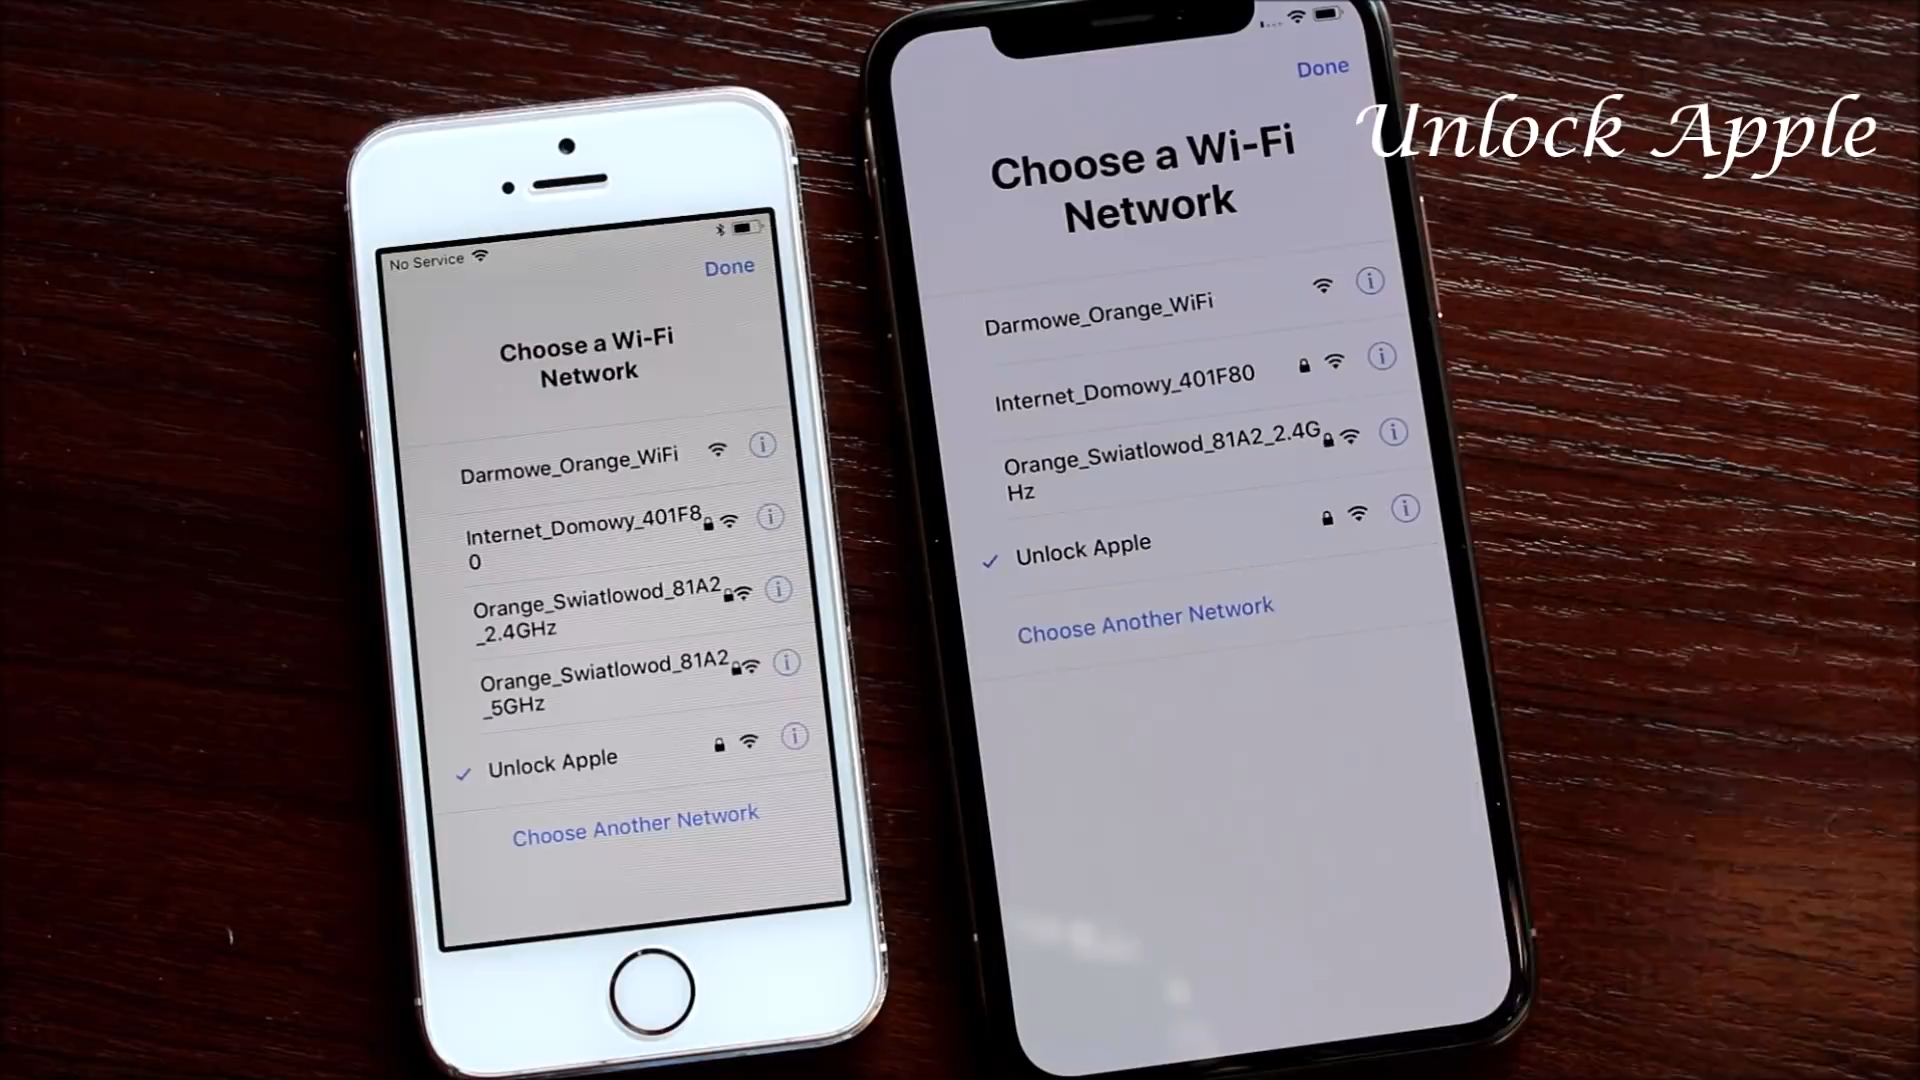 No Service
Done
Choose a Wi-Fi
Network
Darmowe_Orange_WiFi
Internet_Domowy_401F8
0
Orange_Swiatlowod_81A2
_2.4GHz
Orange_Swiatlowod_81A2
_5GHz
Unlock Apple
Choose Another Network
Done
Choose a Wi-Fi
Network
Darmowe_Orange_WiFi
Internet_Domowy_401F80
Orange_Swiatlowod_81A2_2.4G
Hz
Unlock Apple
Choose Another Network
Unlock Apple